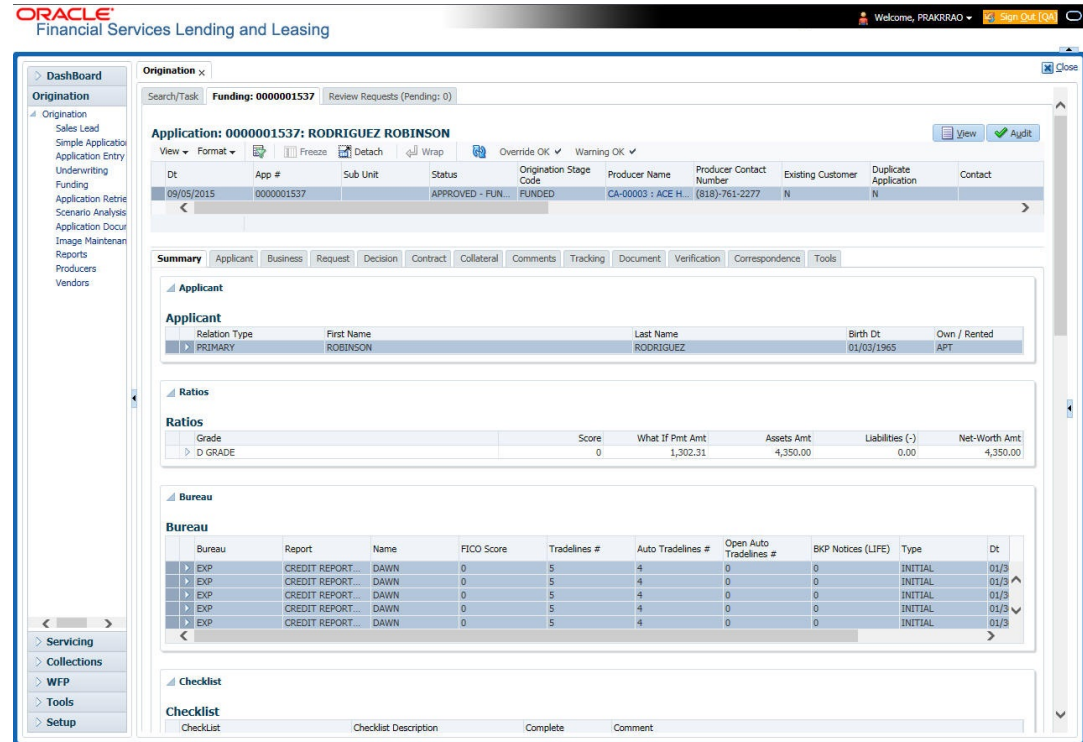 ORACLE
Financial Services Lending and Leasing
Welcome, PRAKRRAO
Sign Out [QA]
Close
DashBoard
Origination
Origination
Sales Lead
Simple Application
Application Entry
Underwriting
Funding
Application Retrie
Scenario Analysis
Application Docur
Image Maintenan
Reports
Producers
Vendors
Servicing
Collections
WFP
Tools
Setup
Origination x
Search/Task Funding: 0000001537 Review Requests (Pending: 0)
Application: 0000001537: RODRIGUEZ ROBINSON
View Audit
View Format Freeze Detach Wrap Override OK Warning OK
Dt App # Sub Unit Status Origination Stage Code Producer Name Producer Contact Number Existing Customer Duplicate Application Contact
09/05/2015 0000001537 APPROVED - FUN... FUNDED CA-00003 : ACE H... (818)-761-2277 N N
Summary Applicant Business Request Decision Contract Collateral Comments Tracking Document Verification Correspondence Tools
Applicant
Applicant
Relation Type First Name Last Name Birth Dt Own / Rented
PRIMARY ROBINSON RODRIGUEZ 01/03/1965 APT
Ratios
Ratios
Grade Score What If Pmt Amt Assets Amt Liabilities (-) Net-Worth Amt
D GRADE 0 1,302.31 4,350.00 0.00 4,350.00
Bureau
Bureau
Bureau Report Name FICO Score Tradelines # Auto Tradelines # Open Auto Tradelines # BKP Notices (LIFE) Type Dt
EXP CREDIT REPORT... DAWN 0 5 4 0 0 INITIAL 01/3
EXP CREDIT REPORT... DAWN 0 5 4 0 0 INITIAL 01/3
EXP CREDIT REPORT... DAWN 0 5 4 0 0 INITIAL 01/3
EXP CREDIT REPORT... DAWN 0 5 4 0 0 INITIAL 01/3
EXP CREDIT REPORT... DAWN 0 5 4 0 0 INITIAL 01/3
Checklist
Checklist
CheckList Checklist Description Complete Comment